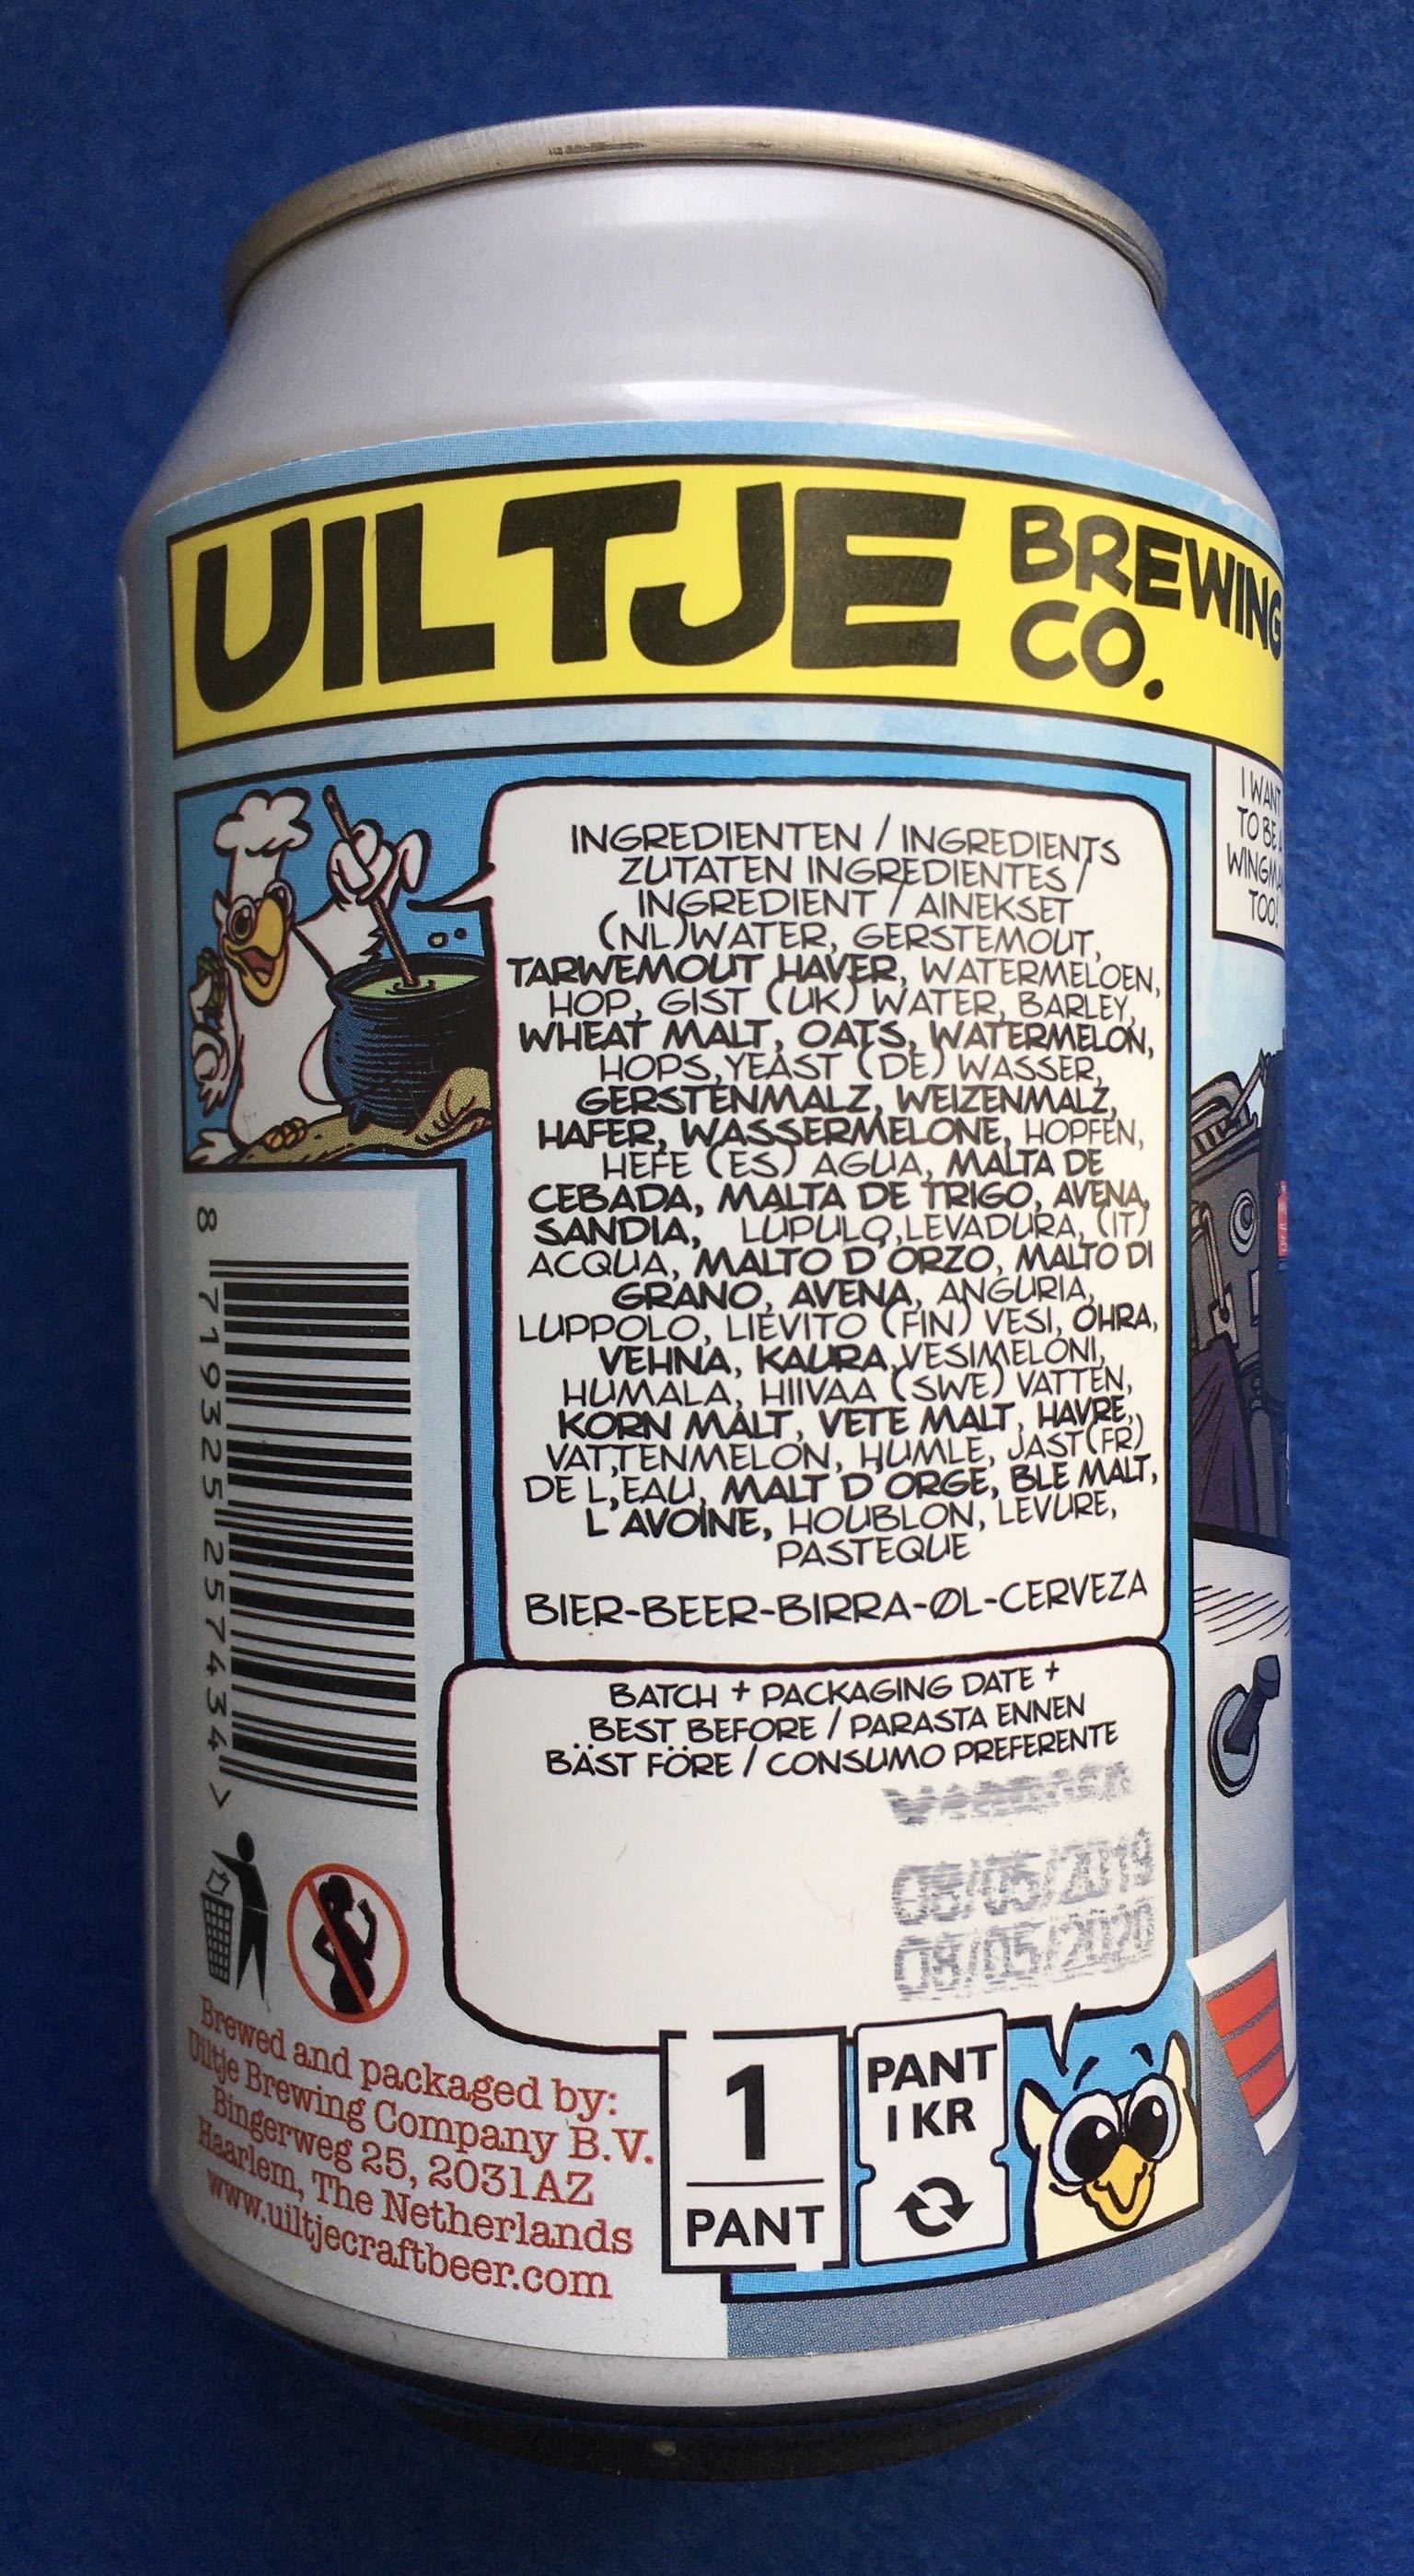 UILTJE BREWING CO.
I WANT
TO BE A
WINGMAN
TOO!
INGREDIENTEN / INGREDIENTS
ZUTATEN INGREDIENTES /
INGREDIENT / AINEKSET
(NL)WATER, GERSTEMOUT,
TARWEMOUT HAVER, WATERMELOEN,
HOP, GIST (UK) WATER, BARLEY,
WHEAT MALT, OATS, WATERMELON,
HOPS,YEAST (DE) WASSER,
GERSTENMALZ, WEIZENMALZ,
HAFER, WASSERMELONE, HOPFEN,
HEFE (ES) AGUA, MALTA DE
CEBADA, MALTA DE TRIGO, AVENA,
SANDIA, LÚPULO,LEVADURA, (IT)
ACQUA, MALTO D'ORZO, MALTO DI
GRANO, AVENA, ANGURIA,
LUPPOLO, LIEVITO (FIN) VESI, OHRA,
VEHNA, KAURA,VESIMELONI,
HUMALA, HIIVAA (SWE) VATTEN,
KORN MALT, VETE MALT, HAVRE,
VATTENMELON, HUMLE, JAST(FR)
DE L'EAU, MALT D'ORGE, BLE MALT,
L'AVOINE, HOUBLON, LEVURE,
PASTEQUE
BIER-BEER-BIRRA-ØL-CERVEZA
BATCH + PACKAGING DATE +
BEST BEFORE / PARASTA ENNEN
BÄST FÖRE / CONSUMO PREFERENTE
08/05/2019
08/05/2020
8 719325 257434 >
Brewed and packaged by:
Uiltje Brewing Company B.V.
Bingerweg 25, 2031AZ
Haarlem, The Netherlands
www.uiltjecraftbeer.com
1
PANT
PANT
1 KR